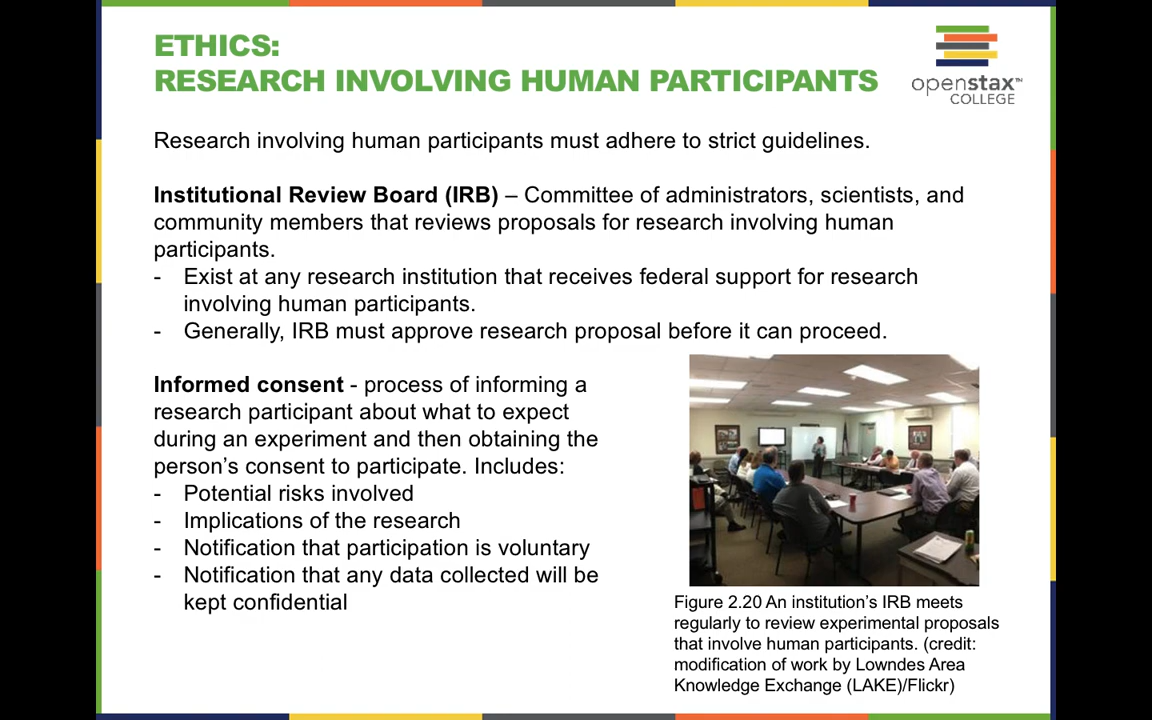 ETHICS:
RESEARCH INVOLVING HUMAN PARTICIPANTS
openstax™
COLLEGE
Research involving human participants must adhere to strict guidelines.
Institutional Review Board (IRB) – Committee of administrators, scientists, and
community members that reviews proposals for research involving human
participants.
- Exist at any research institution that receives federal support for research
involving human participants.
- Generally, IRB must approve research proposal before it can proceed.
Informed consent - process of informing a
research participant about what to expect
during an experiment and then obtaining the
person's consent to participate. Includes:
- Potential risks involved
- Implications of the research
- Notification that participation is voluntary
- Notification that any data collected will be
kept confidential
Figure 2.20 An institution's IRB meets
regularly to review experimental proposals
that involve human participants. (credit:
modification of work by Lowndes Area
Knowledge Exchange (LAKE)/Flickr)